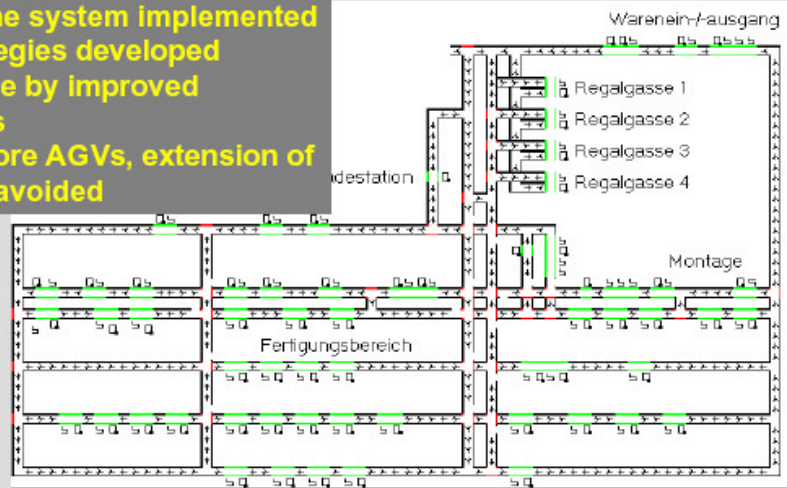 ne system implemented
egies developed
e by improved
s
ore AGVs, extension of
avoided
Warenein-/-ausgang
Regalgasse 1
Regalgasse 2
Regalgasse 3
Regalgasse 4
destation
Montage
Fertigungsbereich